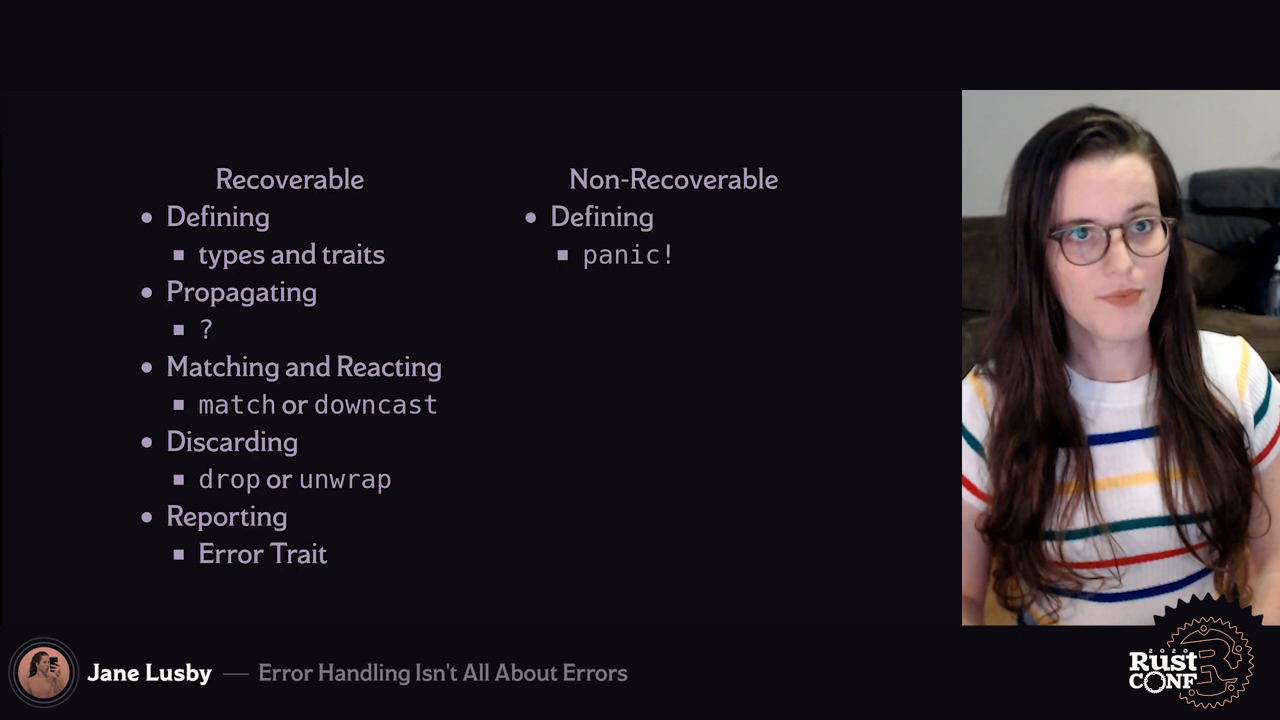 Recoverable
• Defining
▪ types and traits
• Propagating
▪ ?
• Matching and Reacting
▪ match or downcast
• Discarding
▪ drop or unwrap
• Reporting
▪ Error Trait
Non-Recoverable
• Defining
▪ panic!
Jane Lusby — Error Handling Isn't All About Errors
2020
Rust
CONF
R